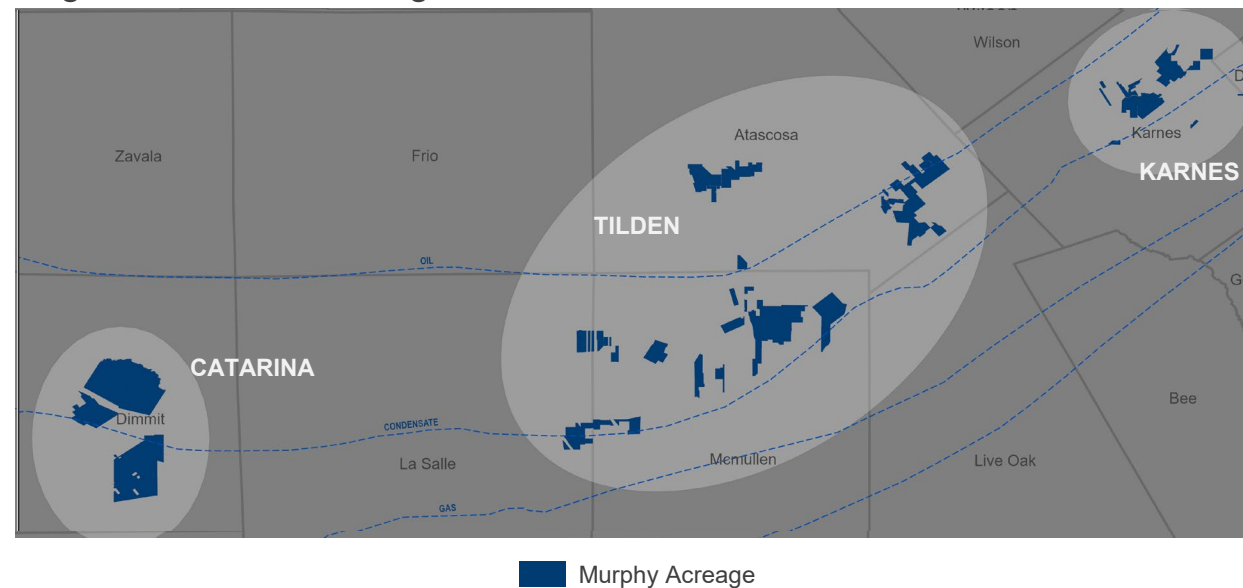 Wilson
Zavala
Frio
Atascosa
Karnes
KARNES
TILDEN
OIL
CATARINA
Dimmit
CONDENSATE
La Salle
Mcmullen
Live Oak
Bee
GAS
Murphy Acreage